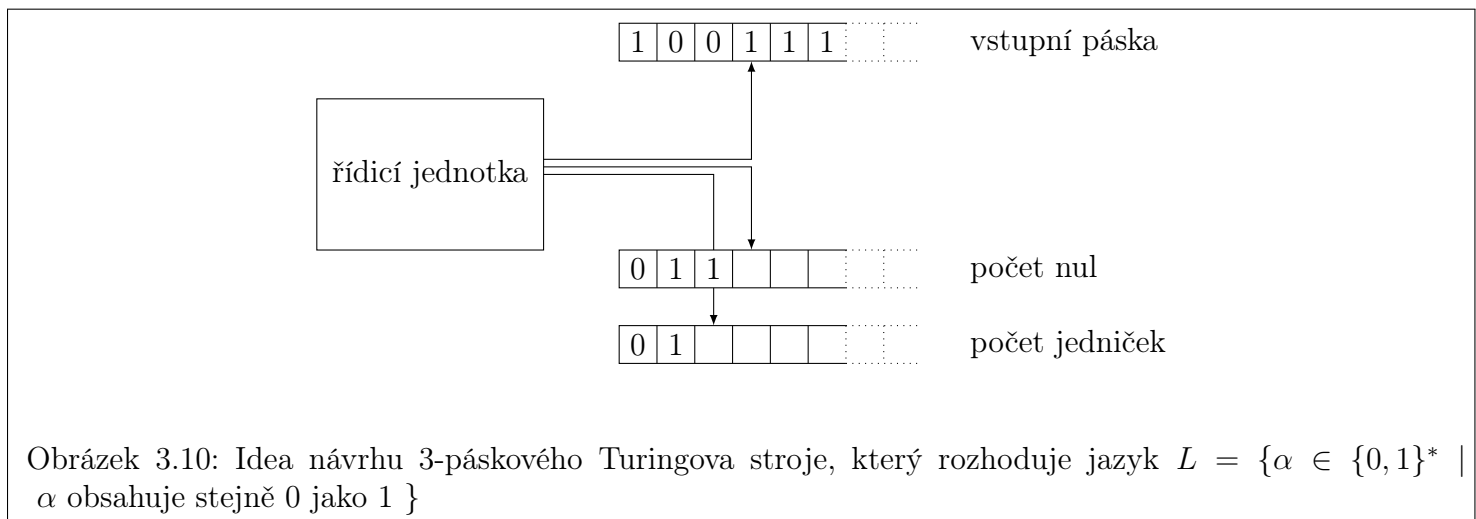 1 0 0 1 1 1 vstupní páska
řídicí jednotka
0 1 1 počet nul
0 1 počet jedniček
Obrázek 3.10: Idea návrhu 3-páskového Turingova stroje, který rozhoduje jazyk L = {α ∈ {0, 1}* |
α obsahuje stejně 0 jako 1 }